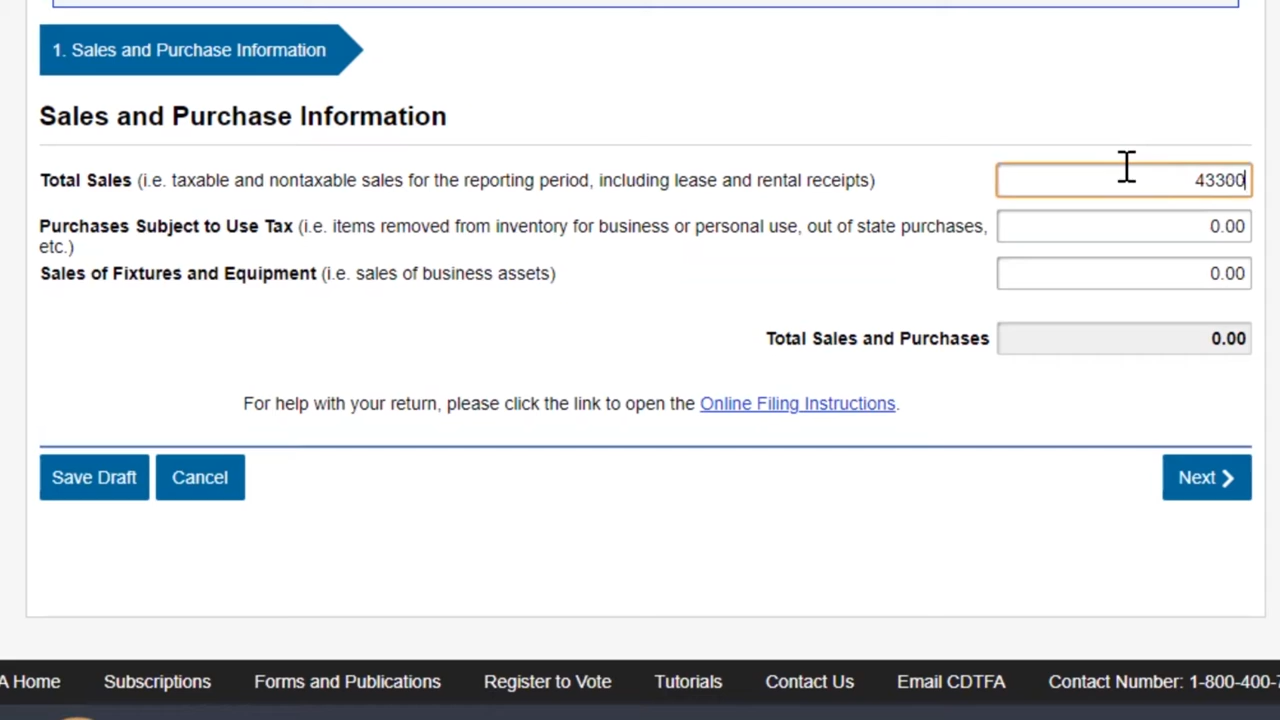 1. Sales and Purchase Information
Sales and Purchase Information
Total Sales (i.e. taxable and nontaxable sales for the reporting period, including lease and rental receipts) 43300
Purchases Subject to Use Tax (i.e. items removed from inventory for business or personal use, out of state purchases, 0.00
etc.)
Sales of Fixtures and Equipment (i.e. sales of business assets) 0.00
Total Sales and Purchases 0.00
For help with your return, please click the link to open the Online Filing Instructions.
Save Draft Cancel Next
A Home Subscriptions Forms and Publications Register to Vote Tutorials Contact Us Email CDTFA Contact Number: 1-800-400-7